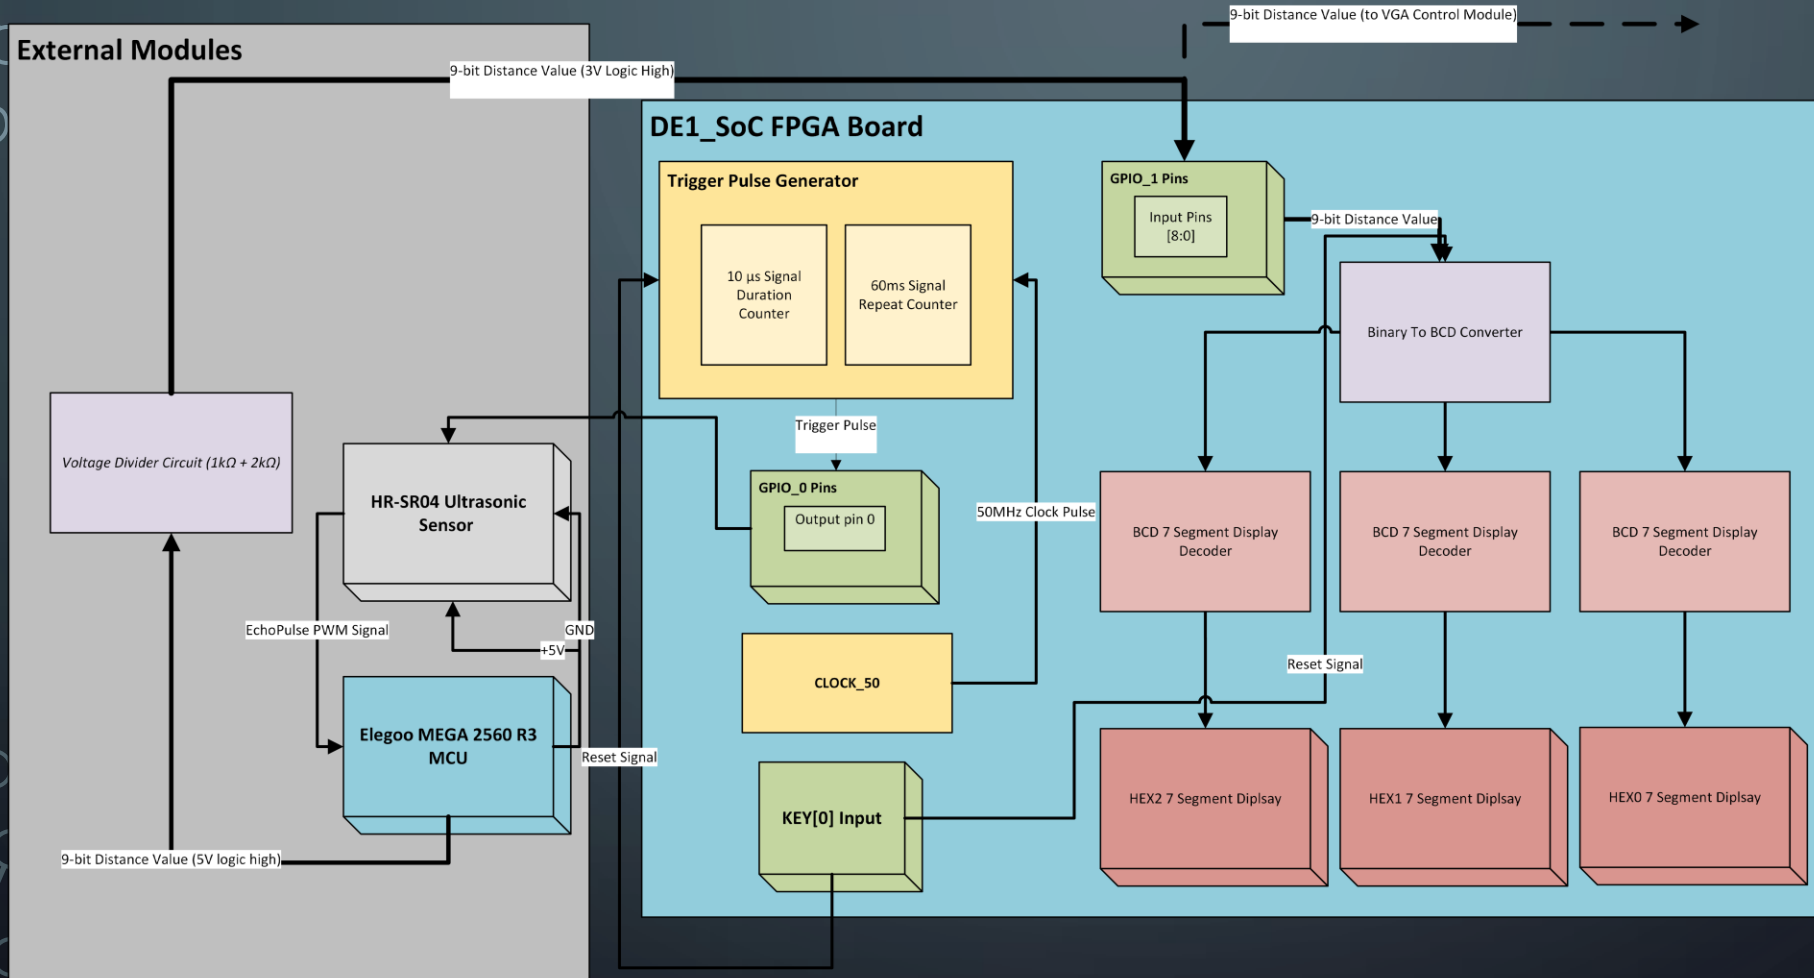 9-bit Distance Value (to VGA Control Module)
External Modules
9-bit Distance Value (3V Logic High)
DE1_SoC FPGA Board
Trigger Pulse Generator
10 µs Signal
Duration
Counter
60ms Signal
Repeat Counter
GPIO_1 Pins
Input Pins
[8:0]
9-bit Distance Value
Binary To BCD Converter
Voltage Divider Circuit (1kΩ + 2kΩ)
HR-SR04 Ultrasonic
Sensor
Trigger Pulse
GPIO_0 Pins
Output pin 0
50MHz Clock Pulse
BCD 7 Segment Display
Decoder
BCD 7 Segment Display
Decoder
BCD 7 Segment Display
Decoder
EchoPulse PWM Signal
GND
+5V
CLOCK_50
Reset Signal
Elegoo MEGA 2560 R3
MCU
Reset Signal
KEY[0] Input
HEX2 7 Segment Diplsay
HEX1 7 Segment Diplsay
HEX0 7 Segment Diplsay
9-bit Distance Value (5V logic high)